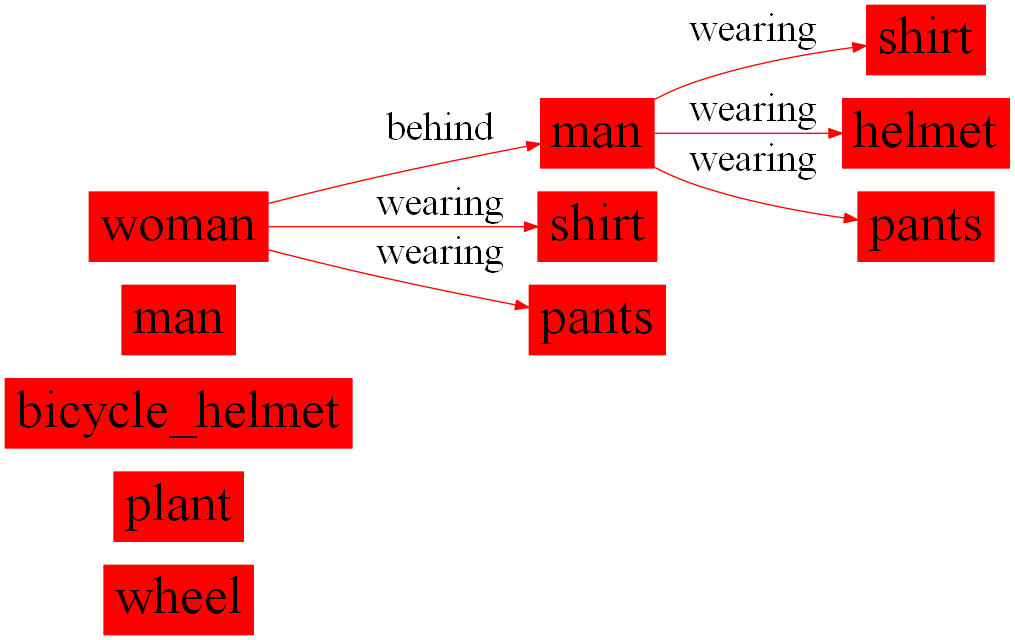 wearing
shirt
behind
man
wearing
helmet
wearing
woman
wearing
shirt
pants
wearing
man
pants
bicycle_helmet
plant
wheel